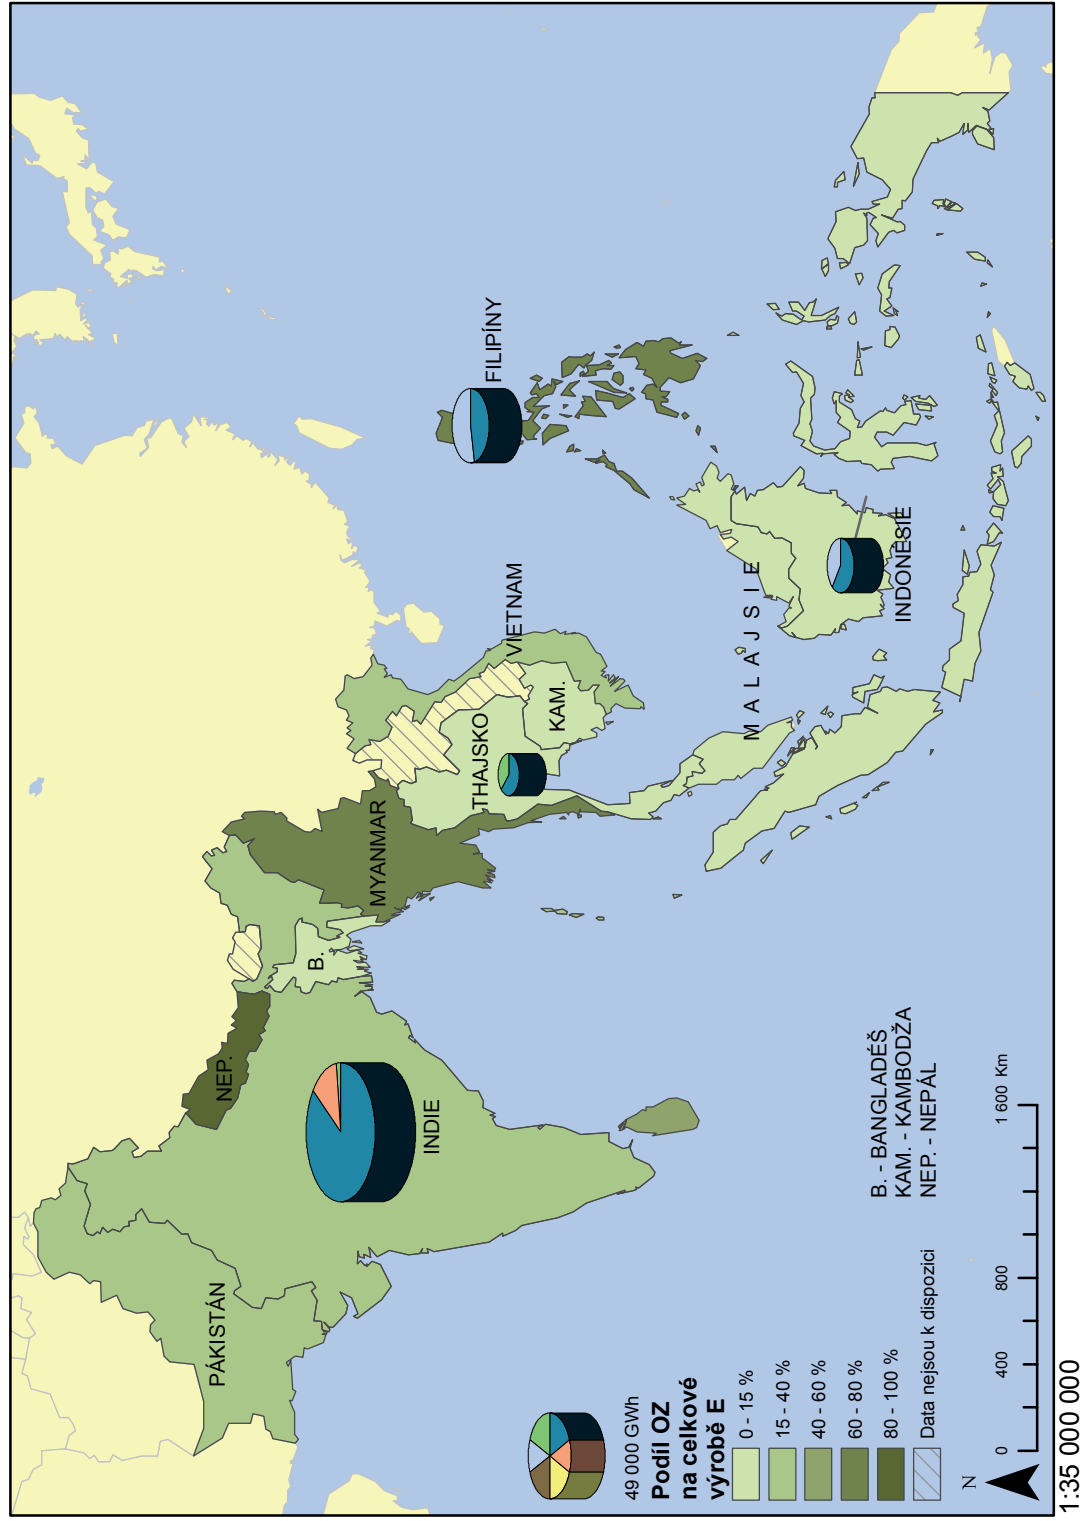 PÁKISTÁN
NEP.
INDIE
B.
MYANMAR
THAJSKO
KAM.
VIETNAM
FILIPÍNY
MALAJSIE
INDONÉSIE
49 000 GWh
Podíl OZ
na celkové
výrobě E
0 - 15 %
15 - 40 %
40 - 60 %
60 - 80 %
80 - 100 %
Data nejsou k dispozici
B. - BANGLADÉŠ
KAM. - KAMBODŽA
NEP. - NEPÁL
N
0 400 800 1 600 Km
1:35 000 000